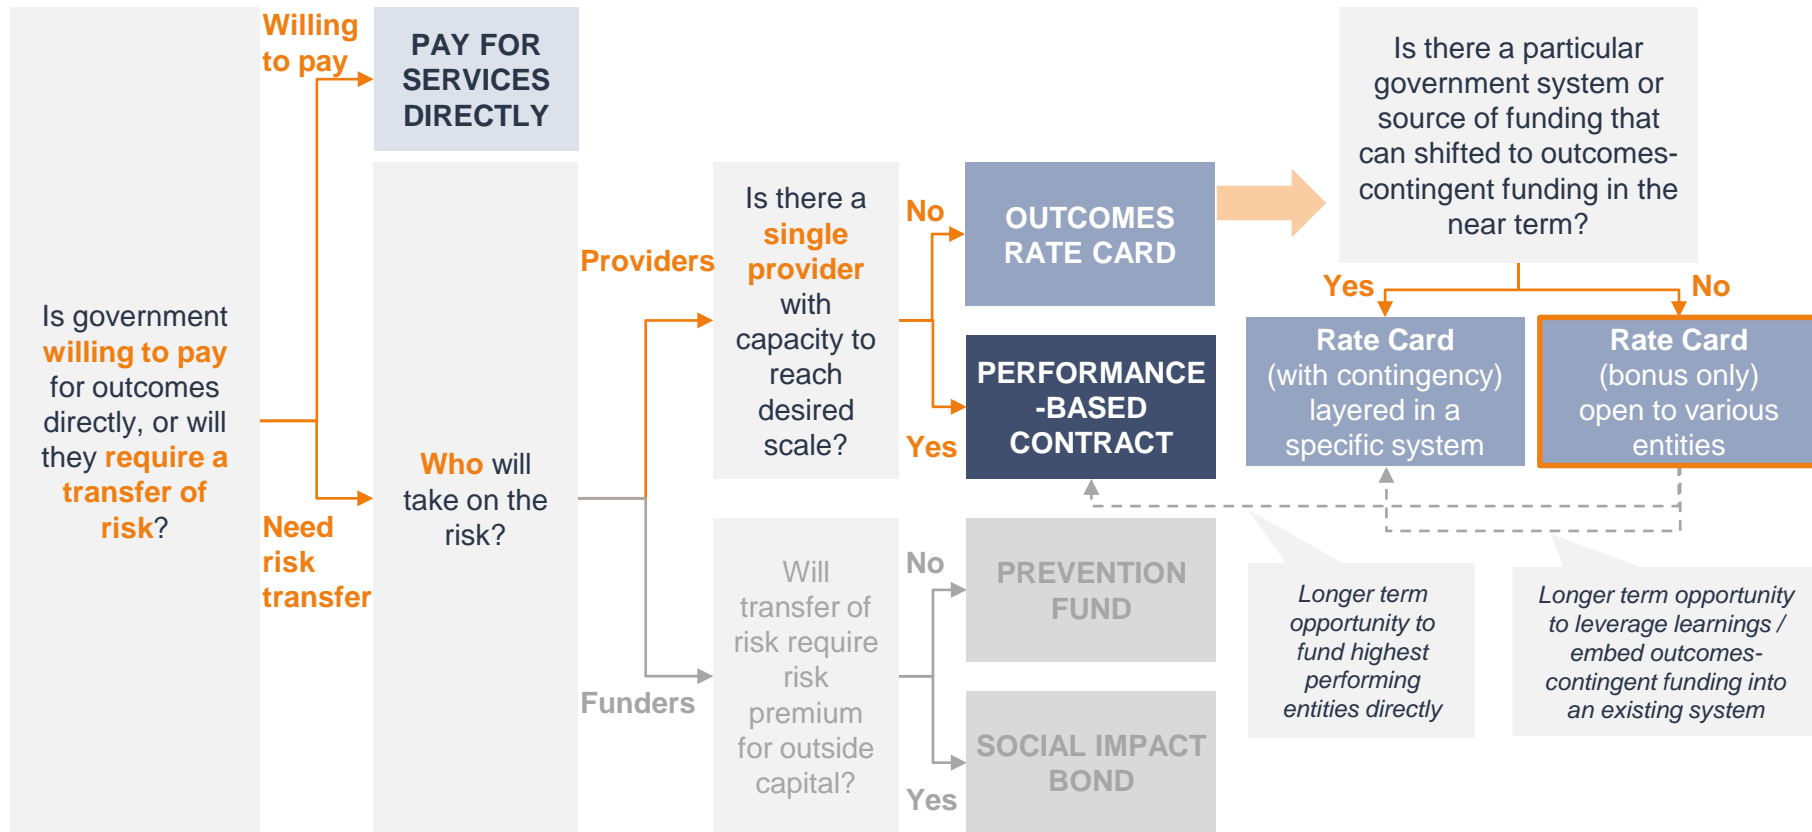 Is government
willing to pay
for outcomes
directly, or will
they require a
transfer of
risk?
Willing
to pay
Need
risk
transfer
PAY FOR
SERVICES
DIRECTLY
Who will
take on the
risk?
Providers
Funders
Is there a
single
provider
with
capacity to
reach
desired
scale?
No
Yes
Will
transfer of
risk require
risk
premium
for outside
capital?
No
Yes
OUTCOMES
RATE CARD
PERFORMANCE
-BASED
CONTRACT
PREVENTION
FUND
SOCIAL IMPACT
BOND
Is there a particular
government system or
source of funding that
can shifted to outcomes-
contingent funding in the
near term?
Yes
No
Rate Card
(with contingency)
layered in a
specific system
Rate Card
(bonus only)
open to various
entities
Longer term
opportunity to
fund highest
performing
entities directly
Longer term opportunity
to leverage learnings /
embed outcomes-
contingent funding into
an existing system